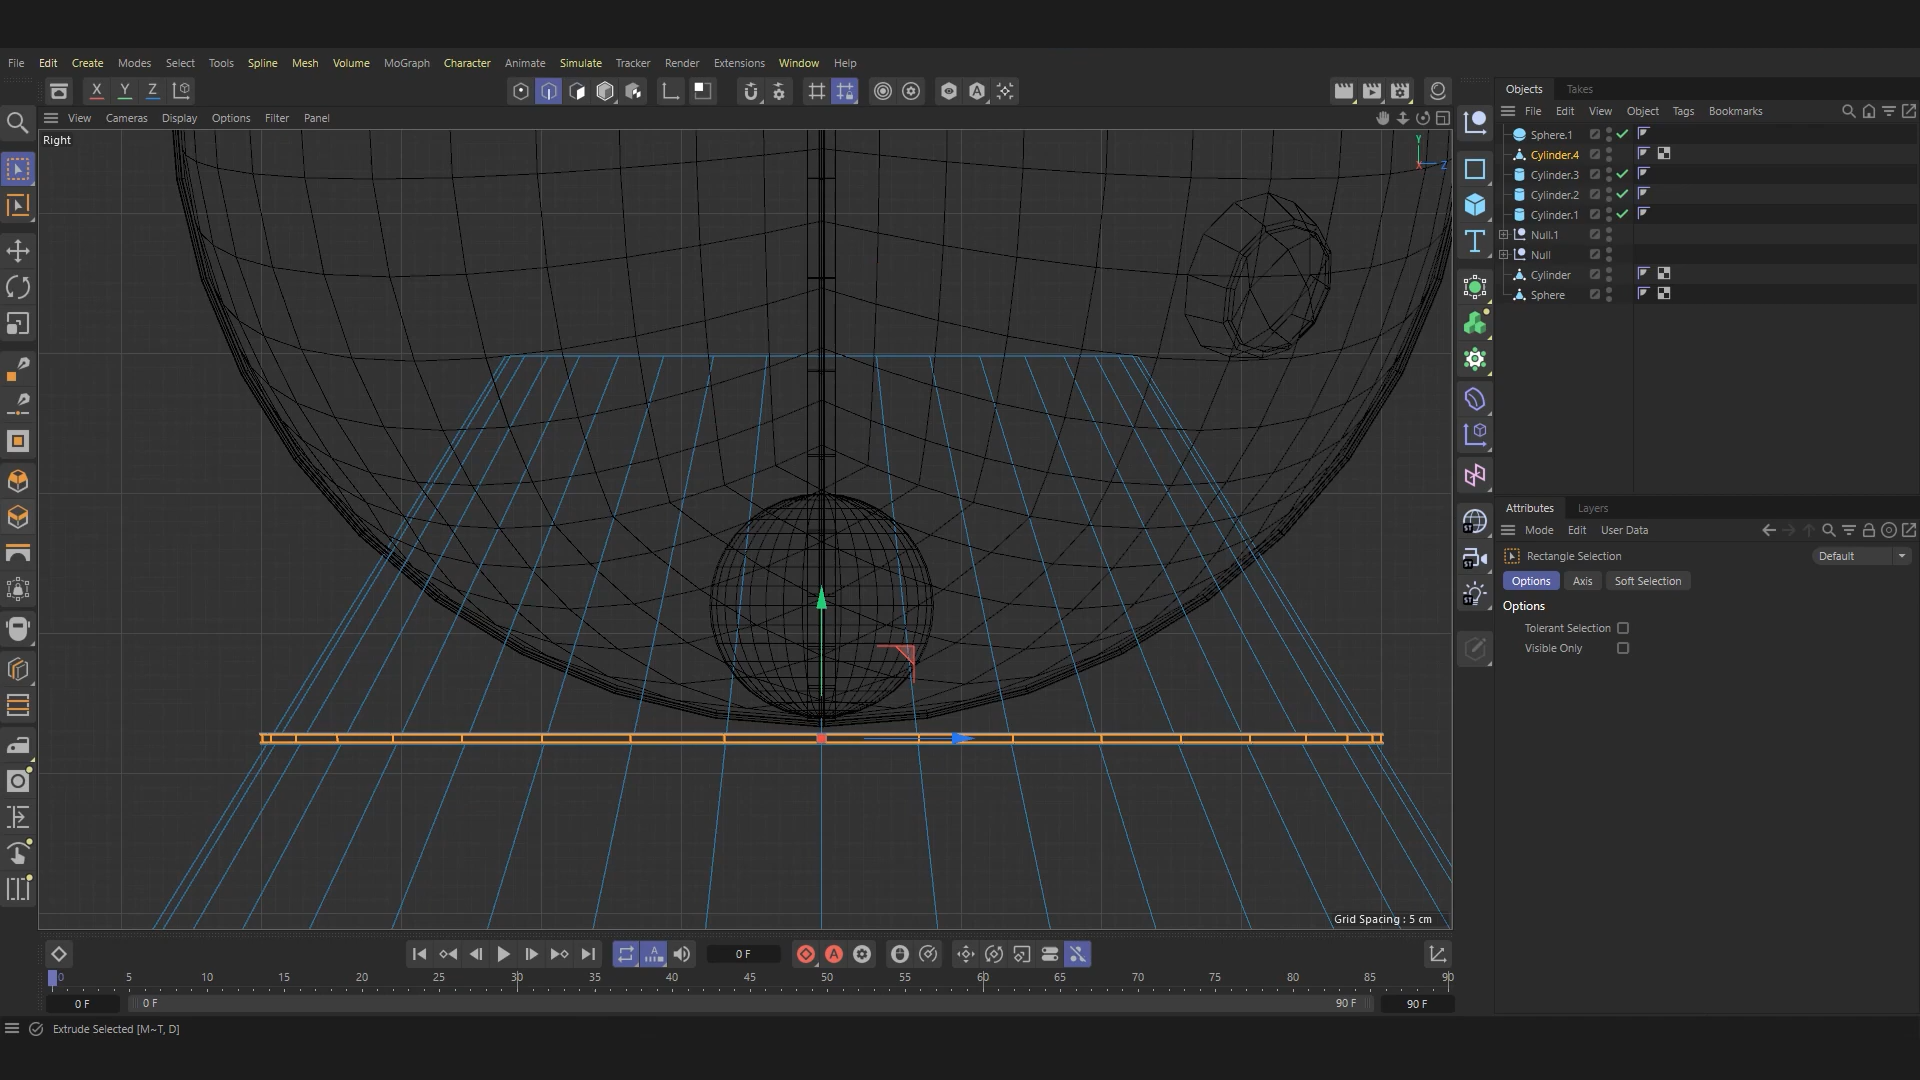 File Edit Create Modes Select Tools Spline Mesh Volume MoGraph Character Simulate Tracker Render Extensions Animate Window Help
X Y Z
View Cameras Display Options Filter Panel
Right
Y
X Z
Grid Spacing : 5 cm
Objects Takes
File Edit View Object Tags Bookmarks
Sphere.1
Cylinder.4
Cylinder.3
Cylinder.2
Cylinder.1
Null.1
Null
Cylinder
Sphere
Attributes Layers
Mode Edit User Data
Rectangle Selection Default
Options Axis Soft Selection
Options
Tolerant Selection
Visible Only
0 F
0 5 10 15 20 25 30 35 40 45 50 55 60 65 70 75 80 85 90
0 F 0 F 90 F 90 F
Extrude Selected [M~T, D]